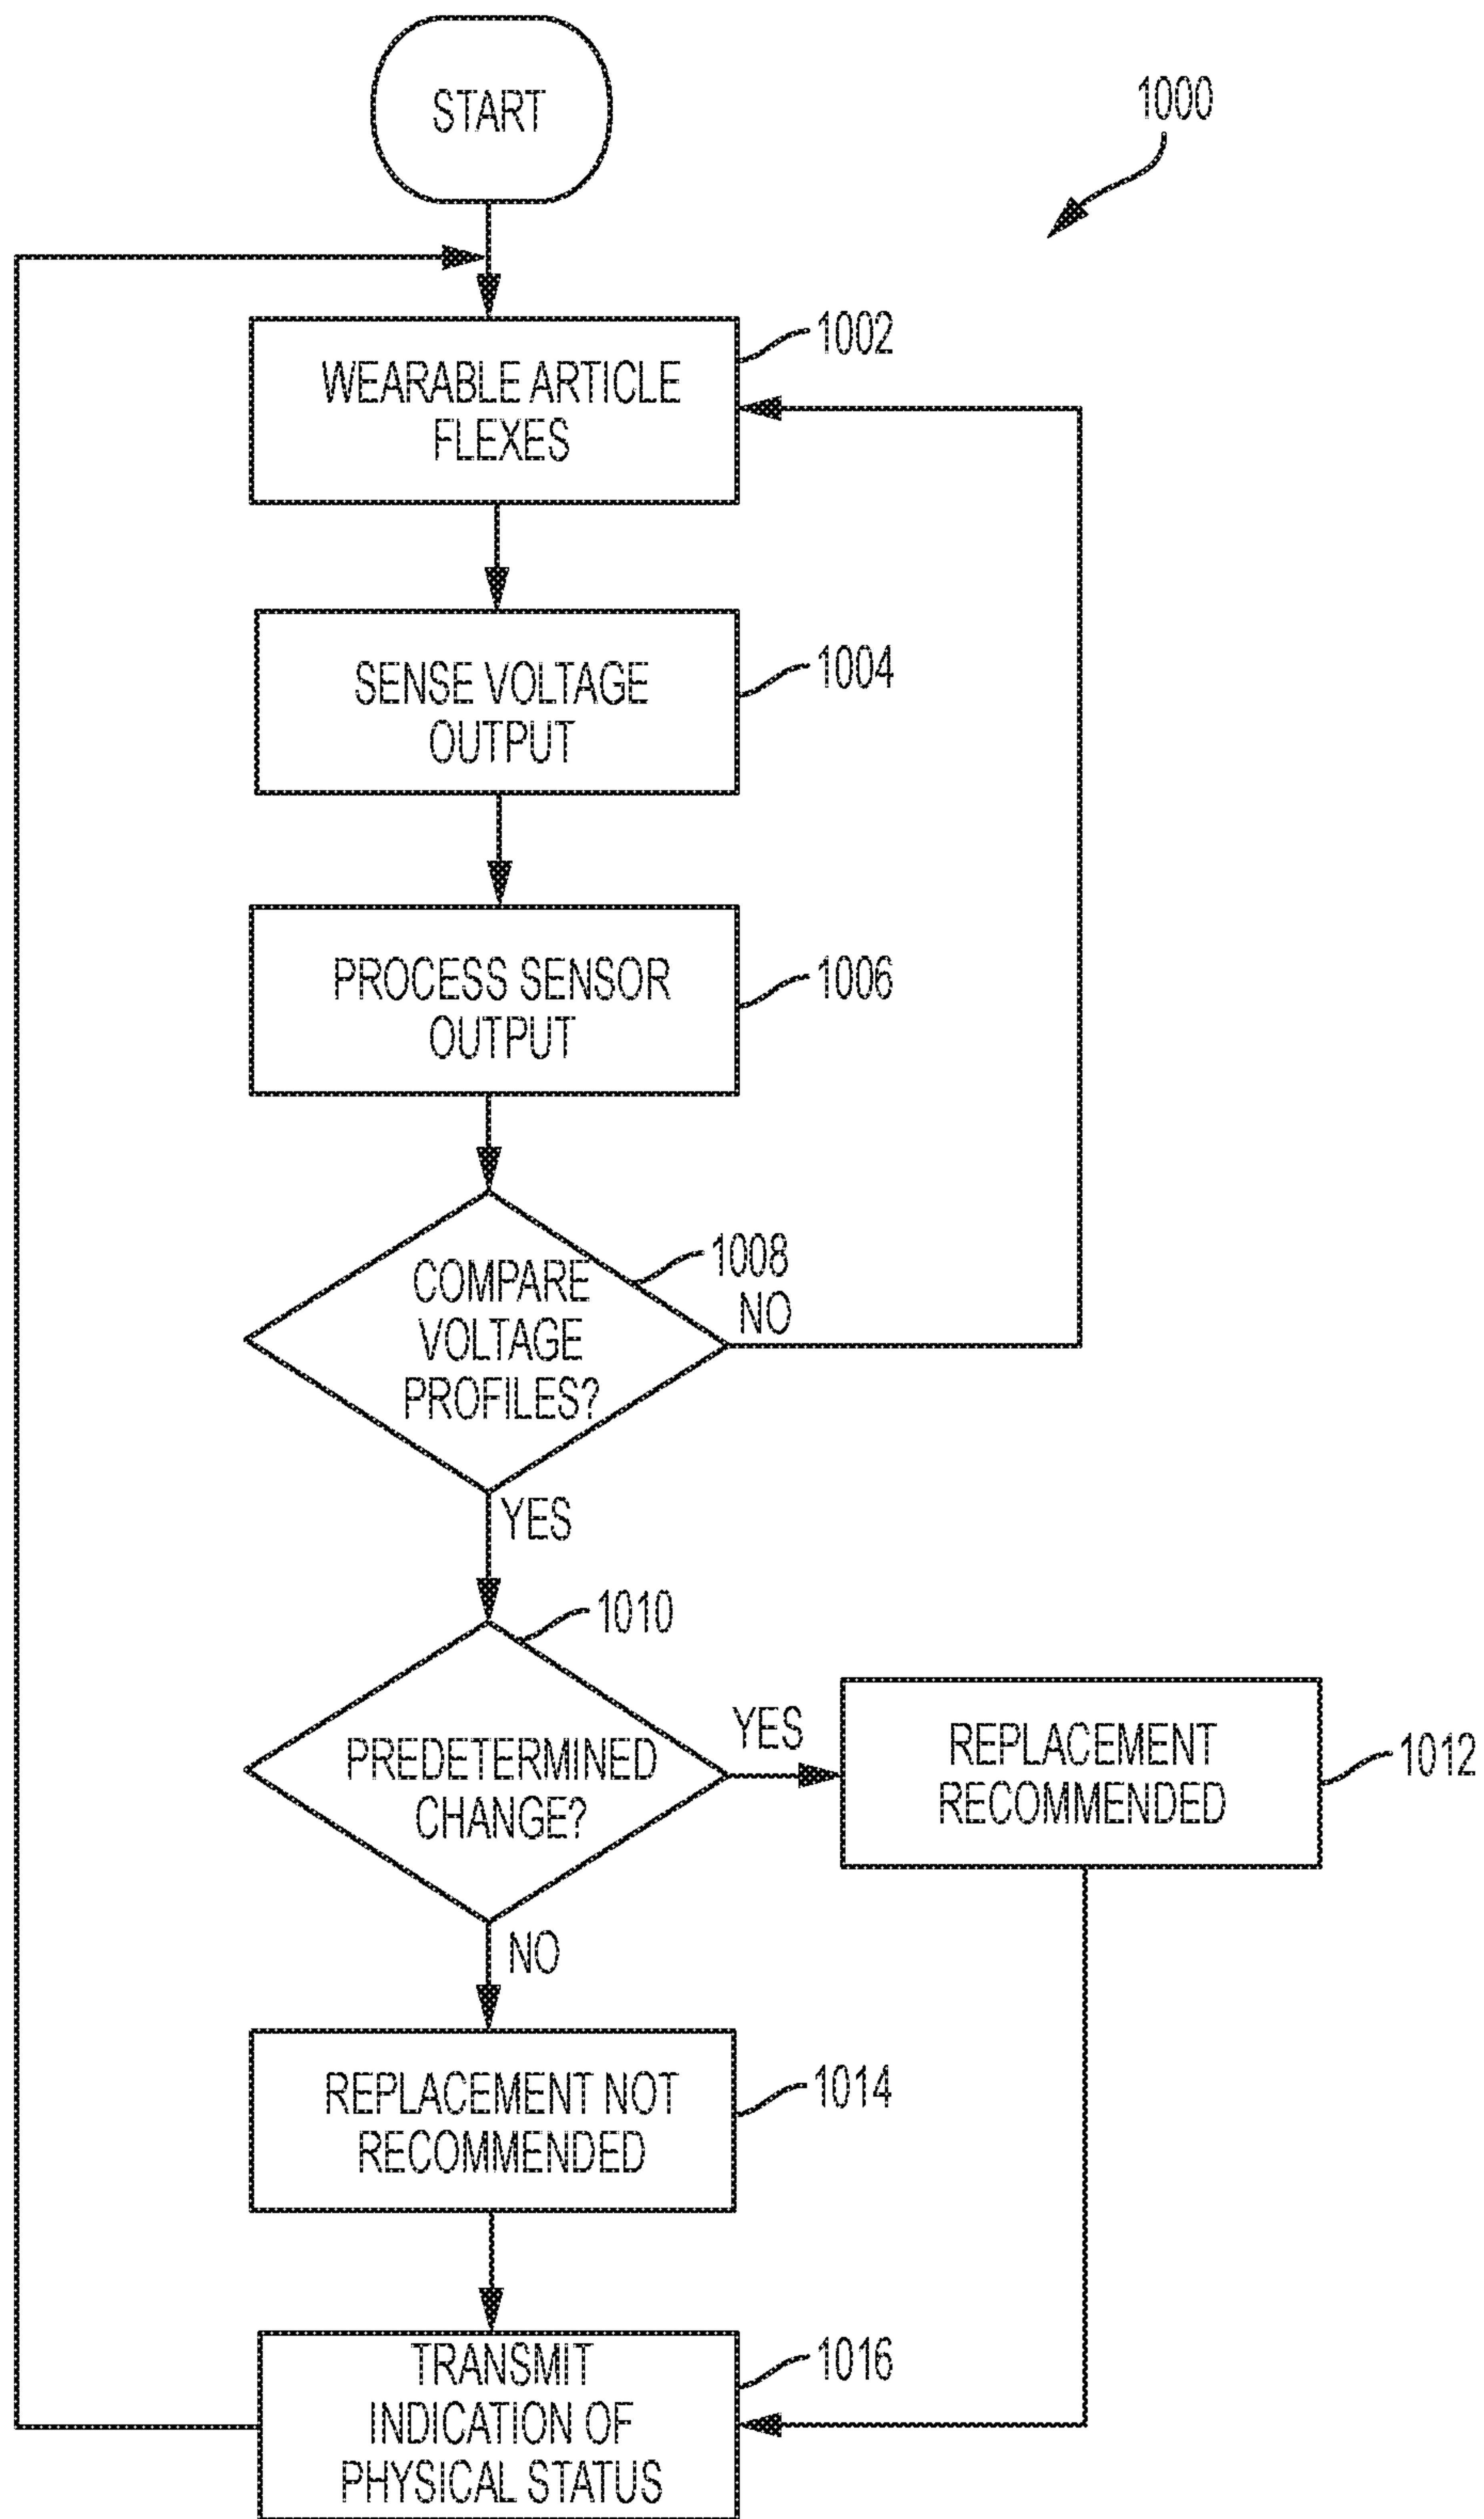 START
1000
WEARABLE ARTICLE
FLEXES
1002
SENSE VOLTAGE
OUTPUT
1004
PROCESS SENSOR
OUTPUT
1006
COMPARE
VOLTAGE
PROFILES?
1008
NO
YES
PREDETERMINED
CHANGE?
1010
YES
REPLACEMENT
RECOMMENDED
1012
NO
REPLACEMENT NOT
RECOMMENDED
1014
TRANSMIT
INDICATION OF
PHYSICAL STATUS
1016